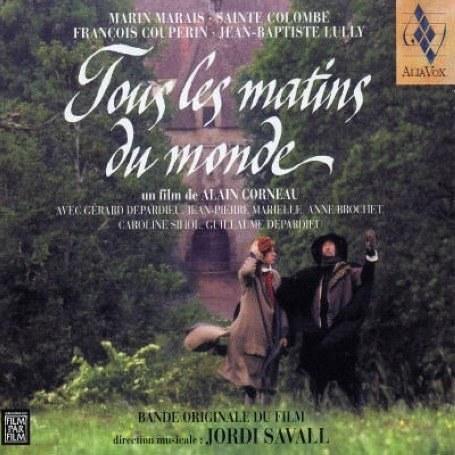 MARIN MARAIS · SAINTE COLOMBE
FRANÇOIS COUPERIN · JEAN-BAPTISTE LULLY
ALIAVOX
Tous les matins
du monde
un film de ALAIN CORNEAU
AVEC GÉRARD DEPARDIEU, JEAN-PIERRE MARIELLE, ANNE BROCHET
CAROLINE SIHOL, GUILLAUME DEPARDIEU
BANDE ORIGINALE DU FILM
direction musicale : JORDI SAVALL
FILM
PAR
FILM